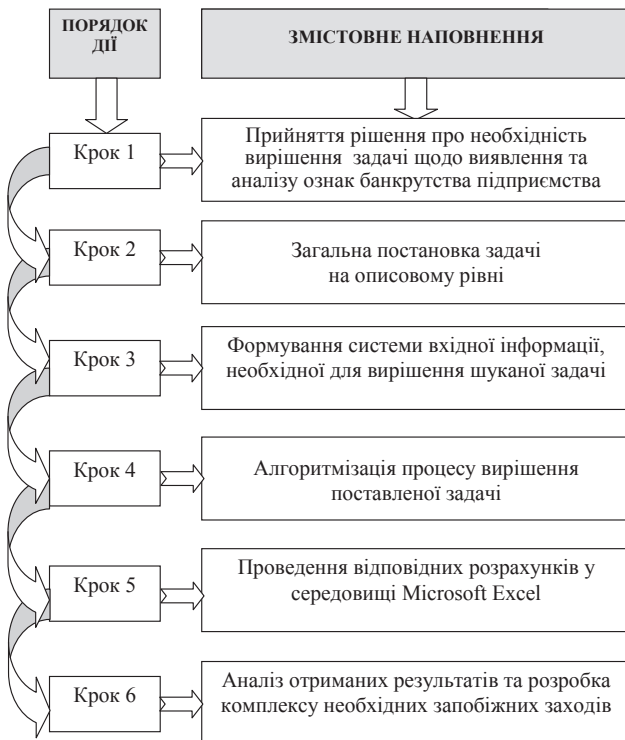 ПОРЯДОК
ДІЇ
ЗМІСТОВНЕ НАПОВНЕННЯ
Крок 1
Прийняття рішення про необхідність
вирішення задачі щодо виявлення та
аналізу ознак банкрутства підприємства
Крок 2
Загальна постановка задачі
на описовому рівні
Крок 3
Формування системи вхідної інформації,
необхідної для вирішення шуканої задачі
Крок 4
Алгоритмізація процесу вирішення
поставленої задачі
Крок 5
Проведення відповідних розрахунків у
середовищі Microsoft Excel
Крок 6
Аналіз отриманих результатів та розробка
комплексу необхідних запобіжних заходів